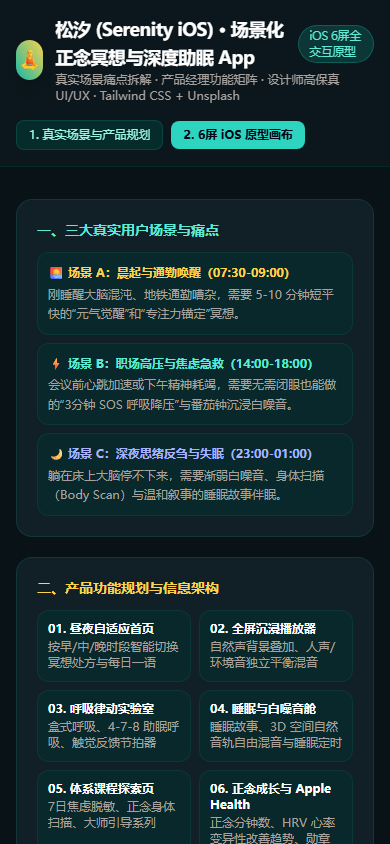 松汐 (Serenity iOS) • 场景化
正念冥想与深度助眠 App
真实场景痛点拆解 · 产品经理功能矩阵 · 设计师高保真
UI/UX · Tailwind CSS + Unsplash
iOS 6屏全
交互原型
1. 真实场景与产品规划
2. 6屏 iOS 原型画布
一、三大真实用户场景与痛点
🌅 场景 A：晨起与通勤唤醒（07:30-09:00）
刚睡醒大脑混沌、地铁通勤嘈杂，需要 5-10 分钟短平
快的“元气觉醒”和“专注力锚定”冥想。
⚡ 场景 B：职场高压与焦虑急救（14:00-18:00）
会议前心跳加速或下午精神耗竭，需要无需闭眼也能做
的“3分钟 SOS 呼吸降压”与番茄钟沉浸白噪音。
🌙 场景 C：深夜思绪反刍与失眠（23:00-01:00）
躺在床上大脑停不下来，需要渐弱白噪音、身体扫描
（Body Scan）与温和叙事的睡眠故事伴眠。
二、产品功能规划与信息架构
01. 昼夜自适应首页
按早/中/晚时段智能切换
冥想处方与每日一语
02. 全屏沉浸播放器
自然声背景叠加、人声/
环境音独立平衡混音
03. 呼吸律动实验室
盒式呼吸、4-7-8 助眠呼
吸、触觉反馈节拍器
04. 睡眠与白噪音舱
睡眠故事、3D 空间自然
音轨自由混音与睡眠定时
05. 体系课程探索页
7日焦虑脱敏、正念身体
扫描、大师引导系列
06. 正念成长与 Apple
Health
正念分钟数、HRV 心率
变异性改善趋势、勋章